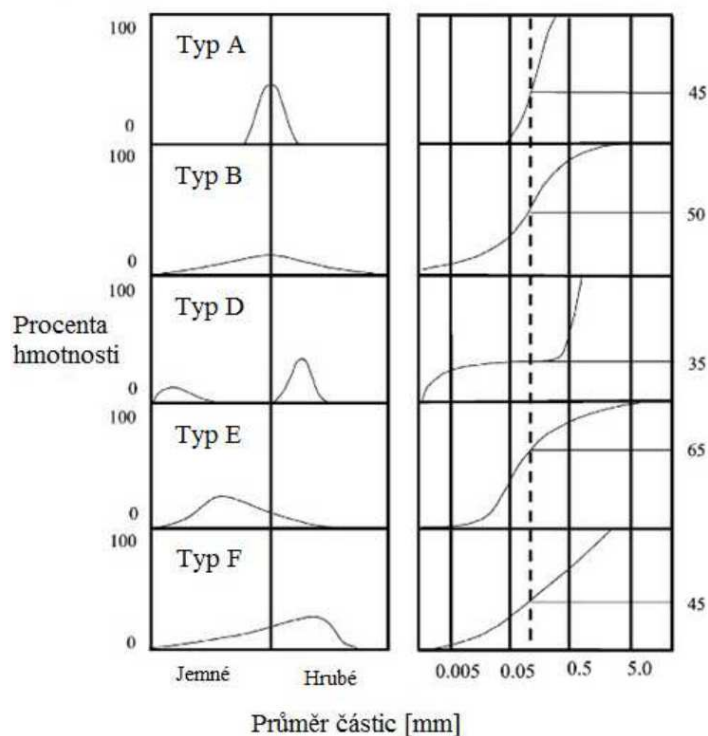 100
Typ A
45
0
100
Typ B
50
0
100
Typ D
Procenta
hmotnosti
35
0
100
Typ E
65
0
100
Typ F
45
0
Jemné
Hrubé
0.005
0.05
0.5
5.0
Průměr částic [mm]